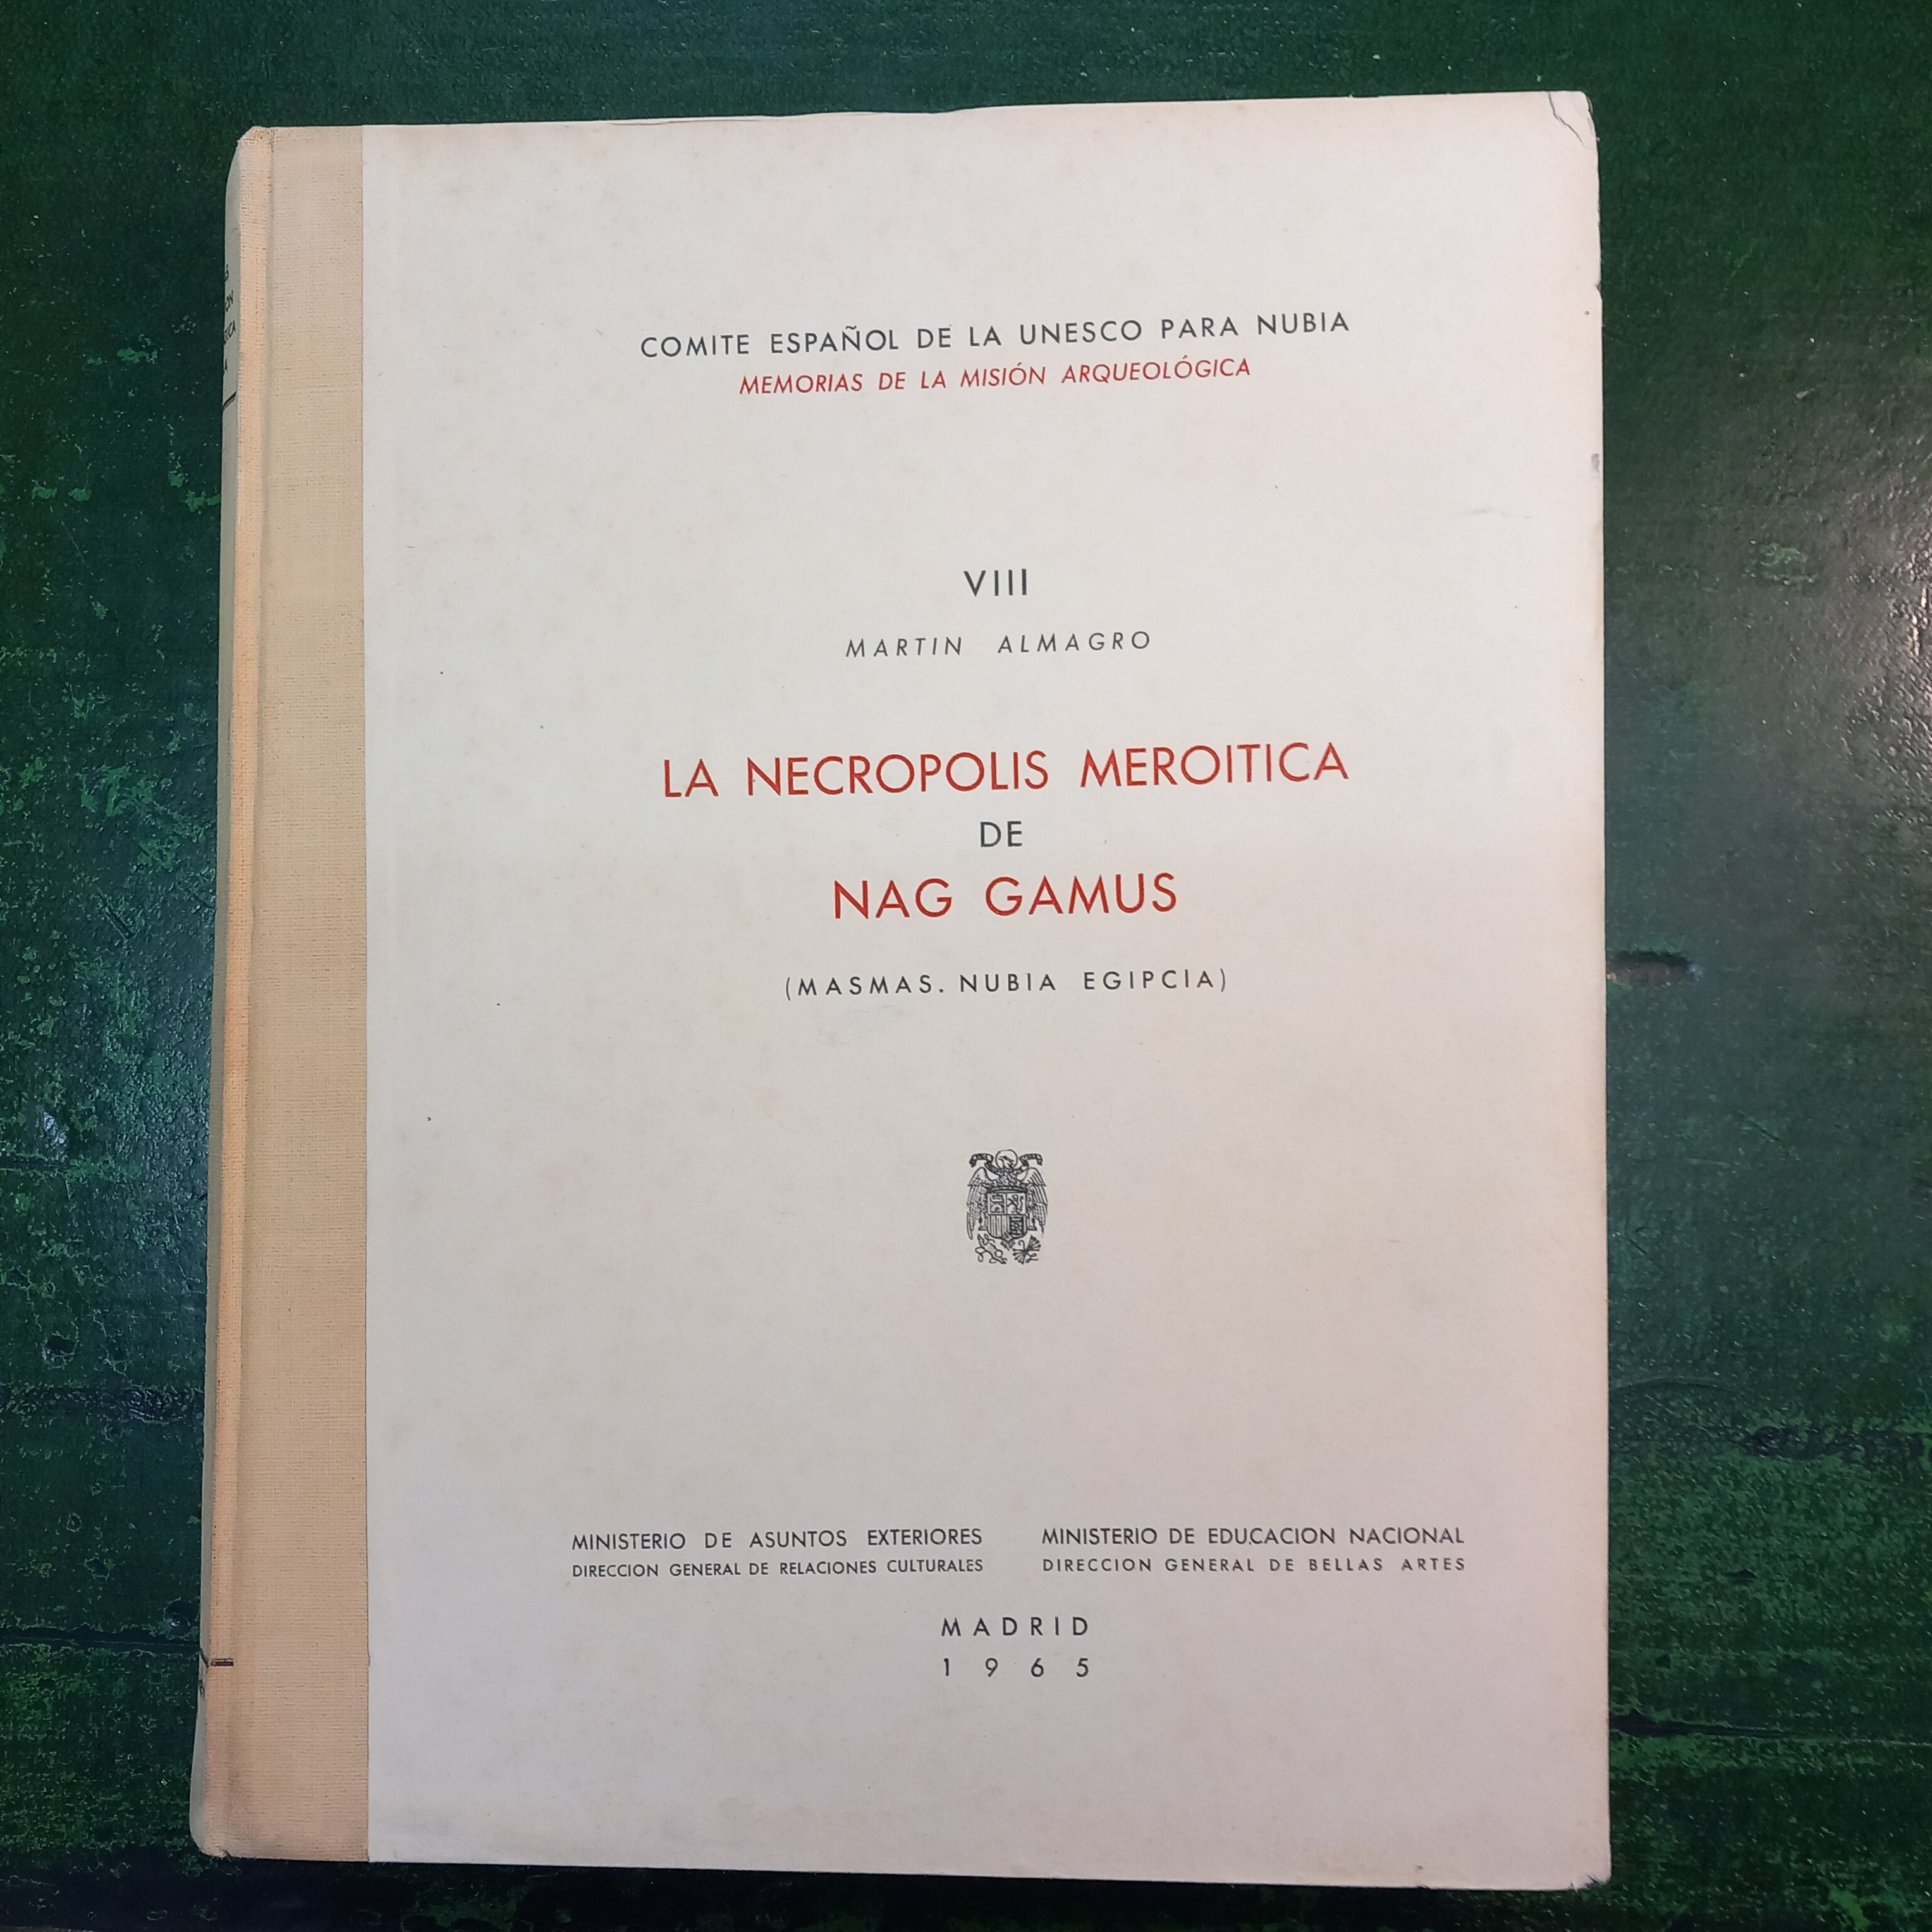 COMITE ESPAÑOL DE LA UNESCO PARA NUBIA
MEMORIAS DE LA MISIÓN ARQUEOLÓGICA
VIII
MARTIN ALMAGRO
LA NECROPOLIS MEROITICA
DE
NAG GAMUS
(MASMAS. NUBIA EGIPCIA)
MINISTERIO DE ASUNTOS EXTERIORES
DIRECCION GENERAL DE RELACIONES CULTURALES
MINISTERIO DE EDUCACION NACIONAL
DIRECCION GENERAL DE BELLAS ARTES
MADRID
1965